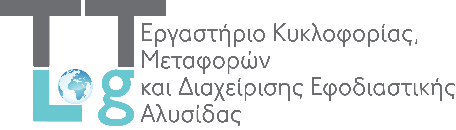 TT
Log
Εργαστήριο Κυκλοφορίας,
Μεταφορών
και Διαχείρισης Εφοδιαστικής
Αλυσίδας